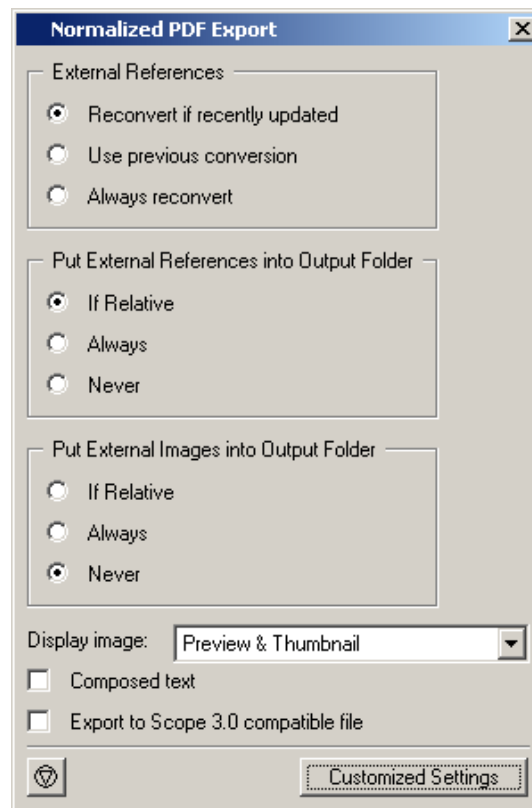 Normalized PDF Export
External References
Reconvert if recently updated
Use previous conversion
Always reconvert
Put External References into Output Folder
If Relative
Always
Never
Put External Images into Output Folder
If Relative
Always
Never
Display image: Preview & Thumbnail
Composed text
Export to Scope 3.0 compatible file
Customized Settings